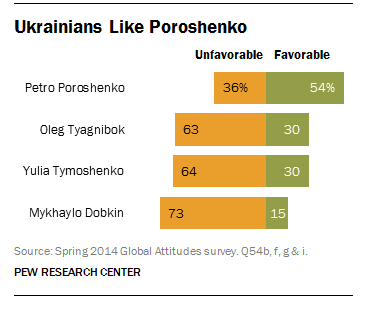 Ukrainians Like Poroshenko
Unfavorable Favorable
Petro Poroshenko 36% 54%
Oleg Tyagnibok 63 30
Yulia Tymoshenko 64 30
Mykhaylo Dobkin 73 15
Source: Spring 2014 Global Attitudes survey. Q54b, f, g & i.
PEW RESEARCH CENTER